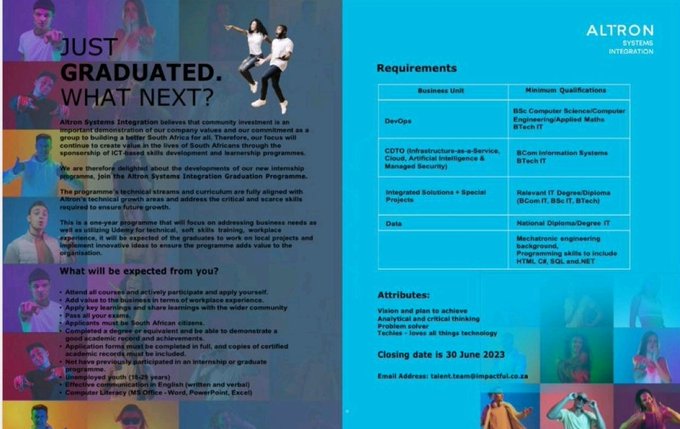 JUST
GRADUATED.
WHAT NEXT?
Altron Systems Integration believes that community investment is an
important demonstration of our company values and our commitment as a
group to building a better South Africa for all. Therefore, our focus will
continue to create value in the lives of South Africans through the
sponsership of ICT-based skills development and learnership programmes.
We are therefore delighted about the developments of our new internship
programme, join the Altron Systems Integration Graduation Programme.
The programme's technical streams and curriculum are fully aligned with
Altron's technical growth areas and address the critical and scarce skills
required to ensure future growth.
This is a one-year programme that will focus on addressing business needs as
well as utilizing Udemy for technical, soft skills training, workplace
experience, it will be expected of the graduates to work on local projects and
implement innovative ideas to ensure the programme adds value to the
organisation.
What will be expected from you?
• Attend all courses and actively participate and apply yourself.
• Add value to the business in terms of workplace experience.
• Apply key learnings and share learnings with the wider community
• Pass all your exams.
• Applicants must be South African citizens.
• Completed a degree or equivalent and be able to demonstrate a
good academic record and achievements.
• Application forms must be completed in full, and copies of certified
academic records must be included.
• Not have previously participated in an internship or graduate
programme.
• Unemployed youth (18-29 years)
• Effective communication in English (written and verbal)
• Computer Literacy (MS Office - Word, PowerPoint, Excel)
ALTRON
SYSTEMS
INTEGRATION
Requirements
Business Unit Minimum Qualifications
DevOps
BSc Computer Science/Computer
Engineering/Applied Maths
BTech IT
CDTO (Infrastructure-as-a-Service,
Cloud, Artificial Intelligence &
Managed Security)
BCom Information Systems
BTech IT
Integrated Solutions + Special
Projects
Relevant IT Degree/Diploma
(BCom IT, BSc IT, BTech)
Data National Diploma/Degree IT
Mechatronic engineering
background,
Programming skills to include
HTML C#, SQL and.NET
Attributes:
Vision and plan to achieve
Analytical and critical thinking
Problem solver
Techies - loves all things technology
Closing date is 30 June 2023
Email Address: talent.team@impactful.co.za